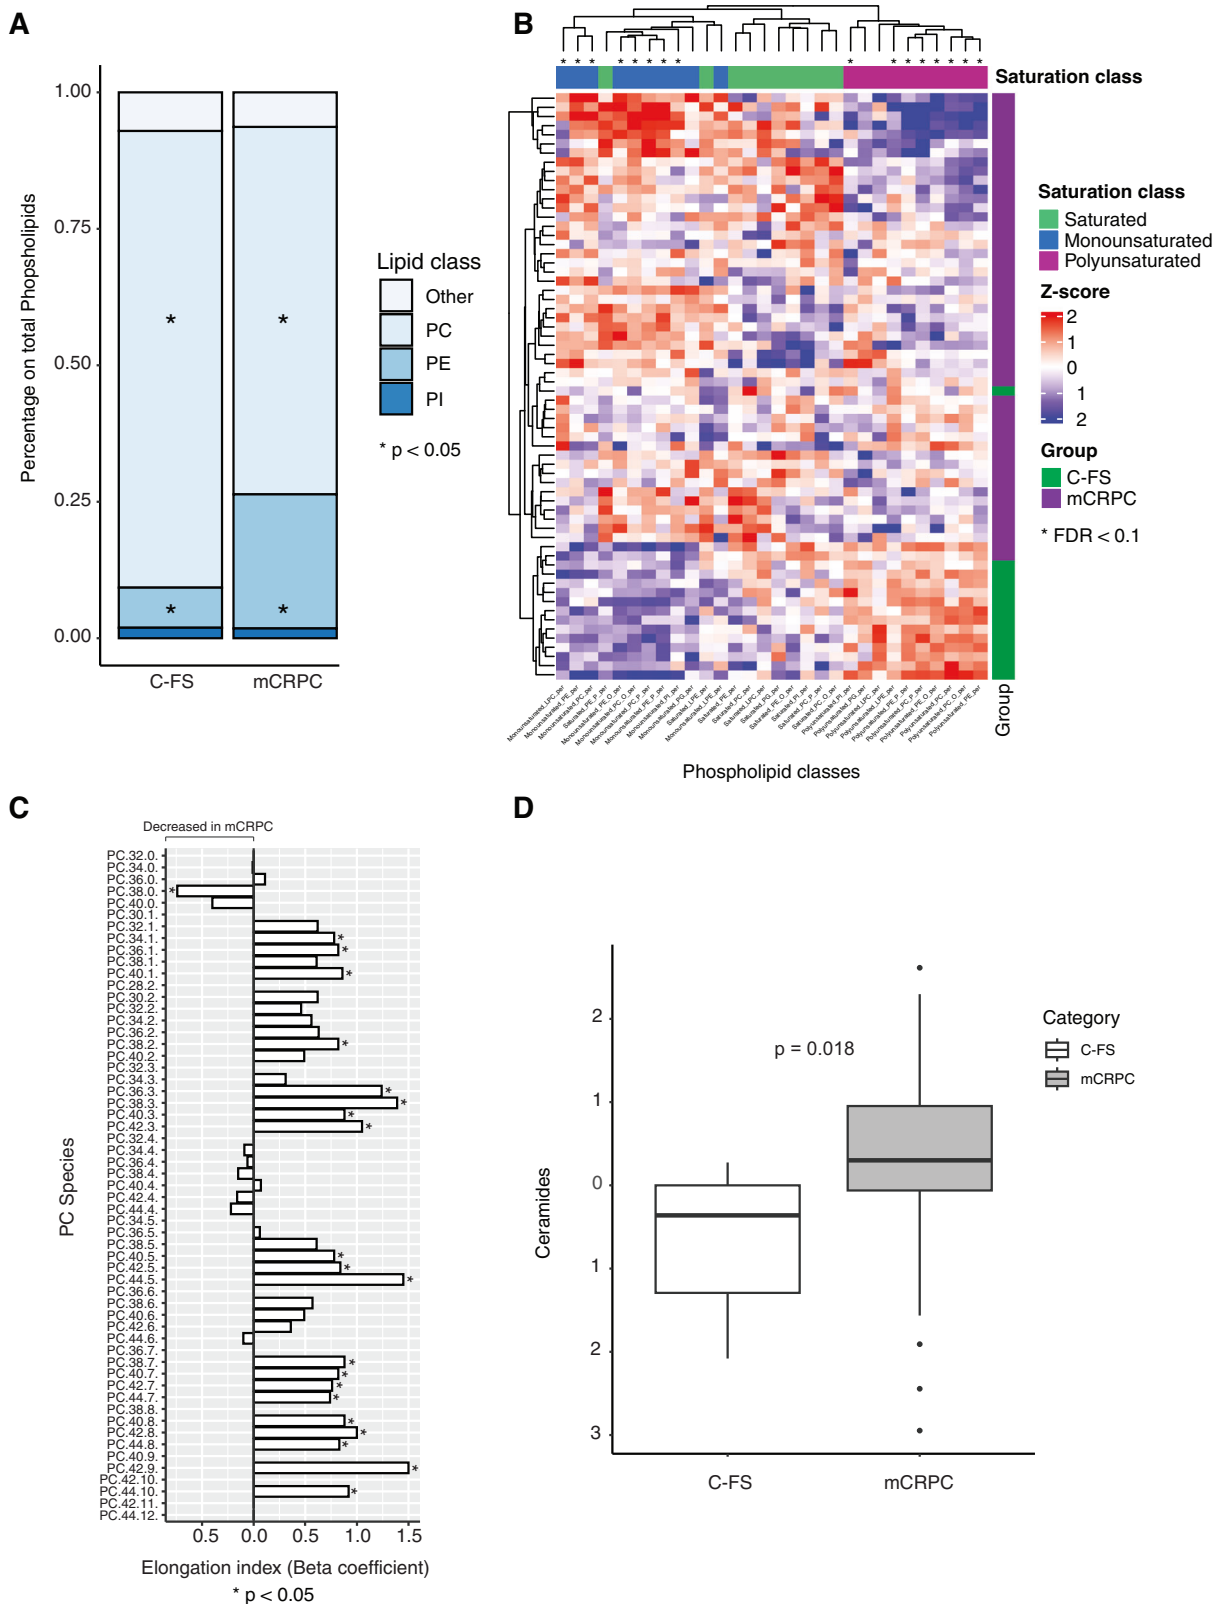 A
1.00
0.75
0.50
0.25
0.00
Percentage on total Phopsholipids
*
*
*
*
C-FS
mCRPC
Lipid class
Other
PC
PE
PI
* p < 0.05
B
* * * * * * * * * * * * * * * *
Saturation class
Saturation class
Saturated
Monounsaturated
Polyunsaturated
Z-score
2
1
0
1
2
Group
C-FS
mCRPC
* FDR < 0.1
Group
Phospholipid classes
C
Decreased in mCRPC
PC.32.0.
PC.34.0.
PC.36.0.
PC.38.0.
PC.40.0.
PC.30.1.
PC.32.1.
PC.34.1.
PC.36.1.
PC.38.1.
PC.40.1.
PC.28.2.
PC.30.2.
PC.32.2.
PC.34.2.
PC.36.2.
PC.38.2.
PC.40.2.
PC.32.3.
PC.34.3.
PC.36.3.
PC.38.3.
PC.40.3.
PC.42.3.
PC.32.4.
PC.34.4.
PC.36.4.
PC.38.4.
PC.40.4.
PC.42.4.
PC.44.4.
PC.34.5.
PC.36.5.
PC.38.5.
PC.40.5.
PC.42.5.
PC.44.5.
PC.36.6.
PC.38.6.
PC.40.6.
PC.42.6.
PC.44.6.
PC.36.7.
PC.38.7.
PC.40.7.
PC.42.7.
PC.44.7.
PC.38.8.
PC.40.8.
PC.42.8.
PC.44.8.
PC.40.9.
PC.42.9.
PC.42.10.
PC.44.10.
PC.42.11.
PC.44.12.
PC Species
0.5 0.0 0.5 1.0 1.5
Elongation index (Beta coefficient)
* p < 0.05
D
2
1
0
1
2
3
Ceramides
p = 0.018
C-FS
mCRPC
Category
C-FS
mCRPC